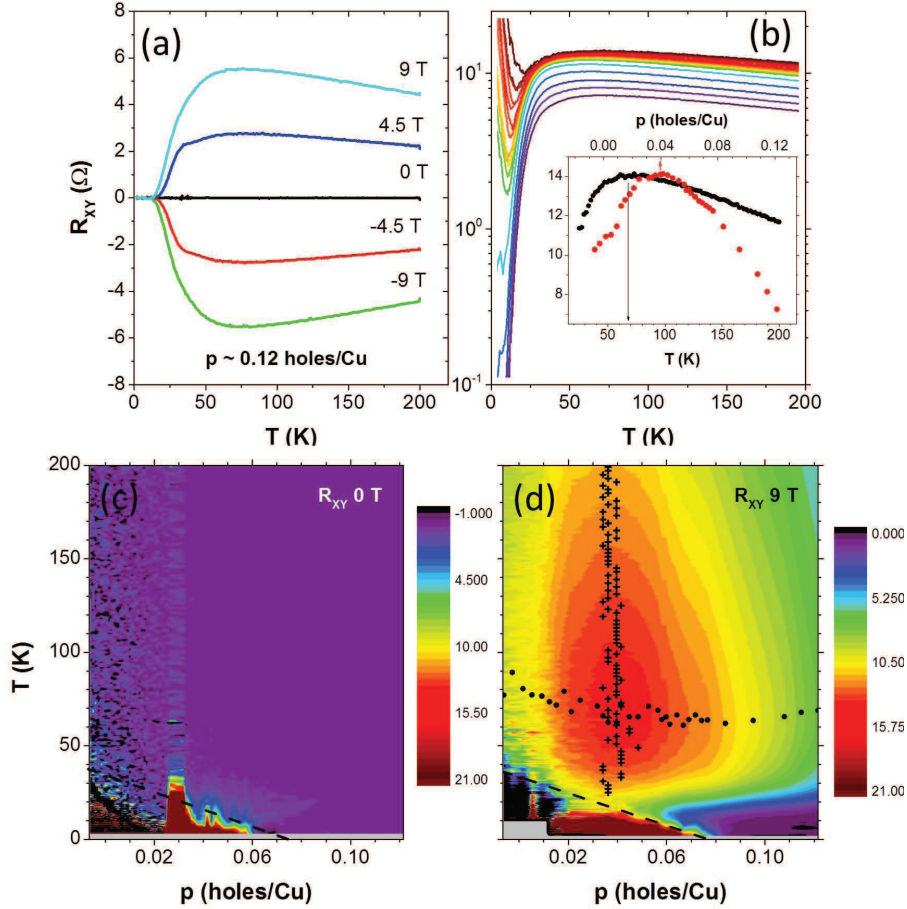 (a)
8
6
4
2
0
-2
-4
-6
-8
R_XY (Ω)
9 T
4.5 T
0 T
-4.5 T
-9 T
p ~ 0.12 holes/Cu
0 50 100 150 200
T (K)
(b)
10^1
10^0
10^-1
p (holes/Cu)
0.00 0.04 0.08 0.12
14
12
10
8
50 100 150 200
T (K)
0 50 100 150 200
T (K)
(c)
R_XY 0 T
200
150
100
50
0
T (K)
0.02 0.06 0.10
p (holes/Cu)
-1.000
4.500
10.00
15.50
21.00
(d)
R_XY 9 T
0.02 0.06 0.10
p (holes/Cu)
0.000
5.250
10.50
15.75
21.00